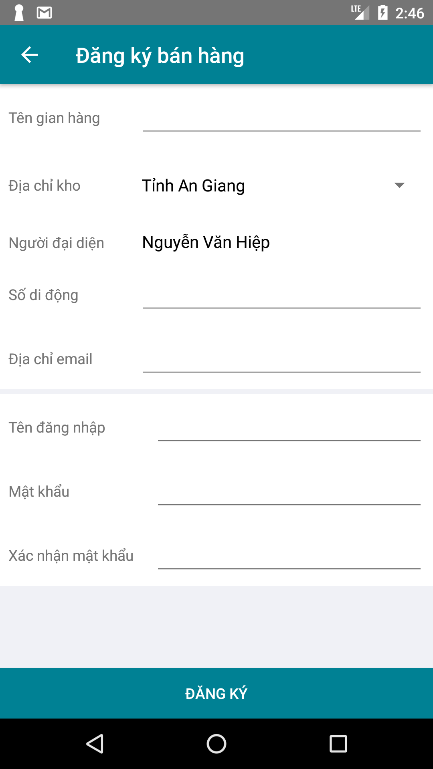 LTE 2:46
Đăng ký bán hàng
Tên gian hàng
Địa chỉ kho Tỉnh An Giang
Người đại diện Nguyễn Văn Hiệp
Số di động
Địa chỉ email
Tên đăng nhập
Mật khẩu
Xác nhận mật khẩu
ĐĂNG KÝ